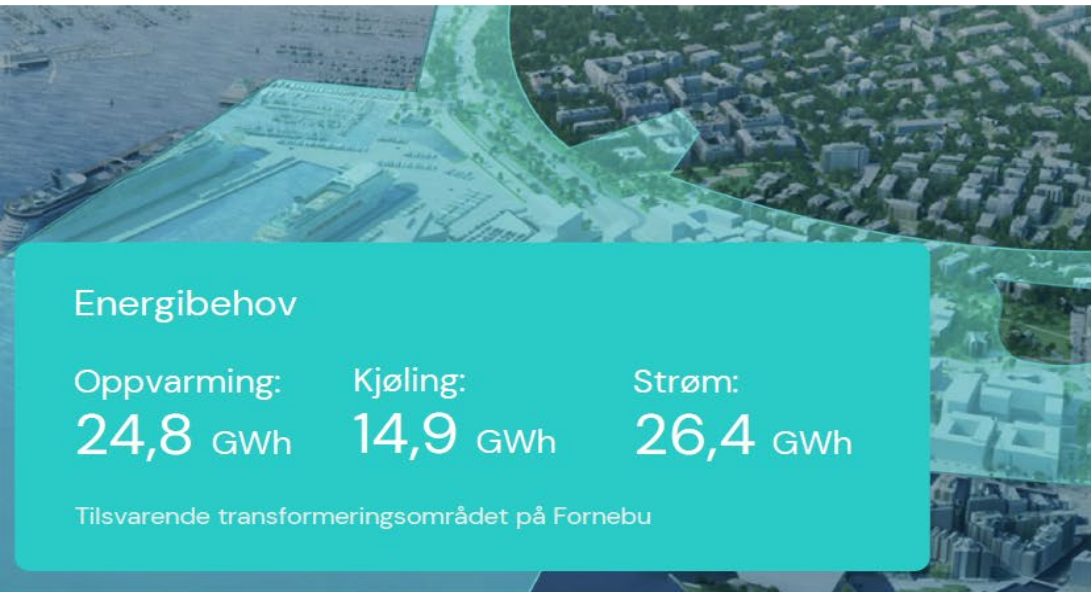 Energibehov
Oppvarming: Kjøling: Strøm:
24,8 GWh 14,9 GWh 26,4 GWh
Tilsvarende transformeringsområdet på Fornebu